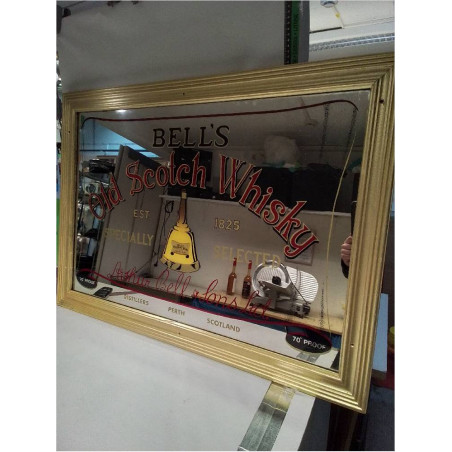 BELL'S
Old Scotch Whisky
EST 1825
SPECIALLY SELECTED
Arthur Bell & Sons Ltd
DISTILLERS PERTH SCOTLAND
70° PROOF